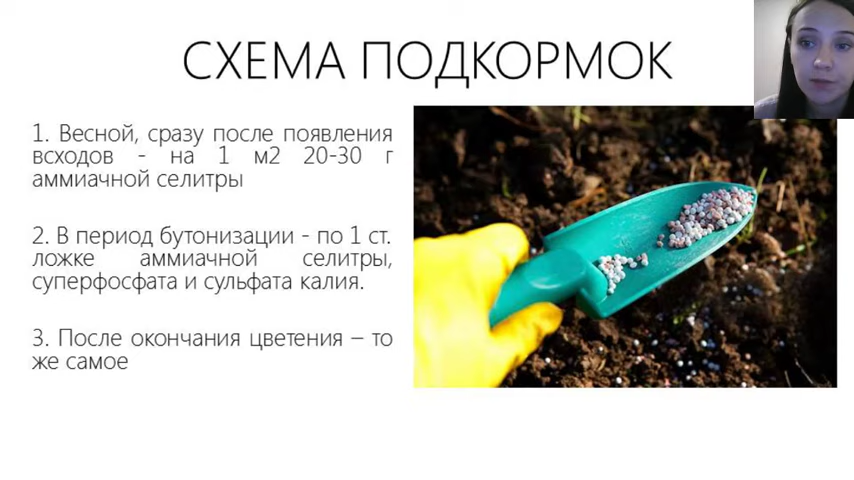 СХЕМА ПОДКОРМОК
1. Весной, сразу после появления
всходов - на 1 м2 20-30 г
аммиачной селитры
2. В период бутонизации - по 1 ст.
ложке аммиачной селитры,
суперфосфата и сульфата калия.
3. После окончания цветения – то
же самое